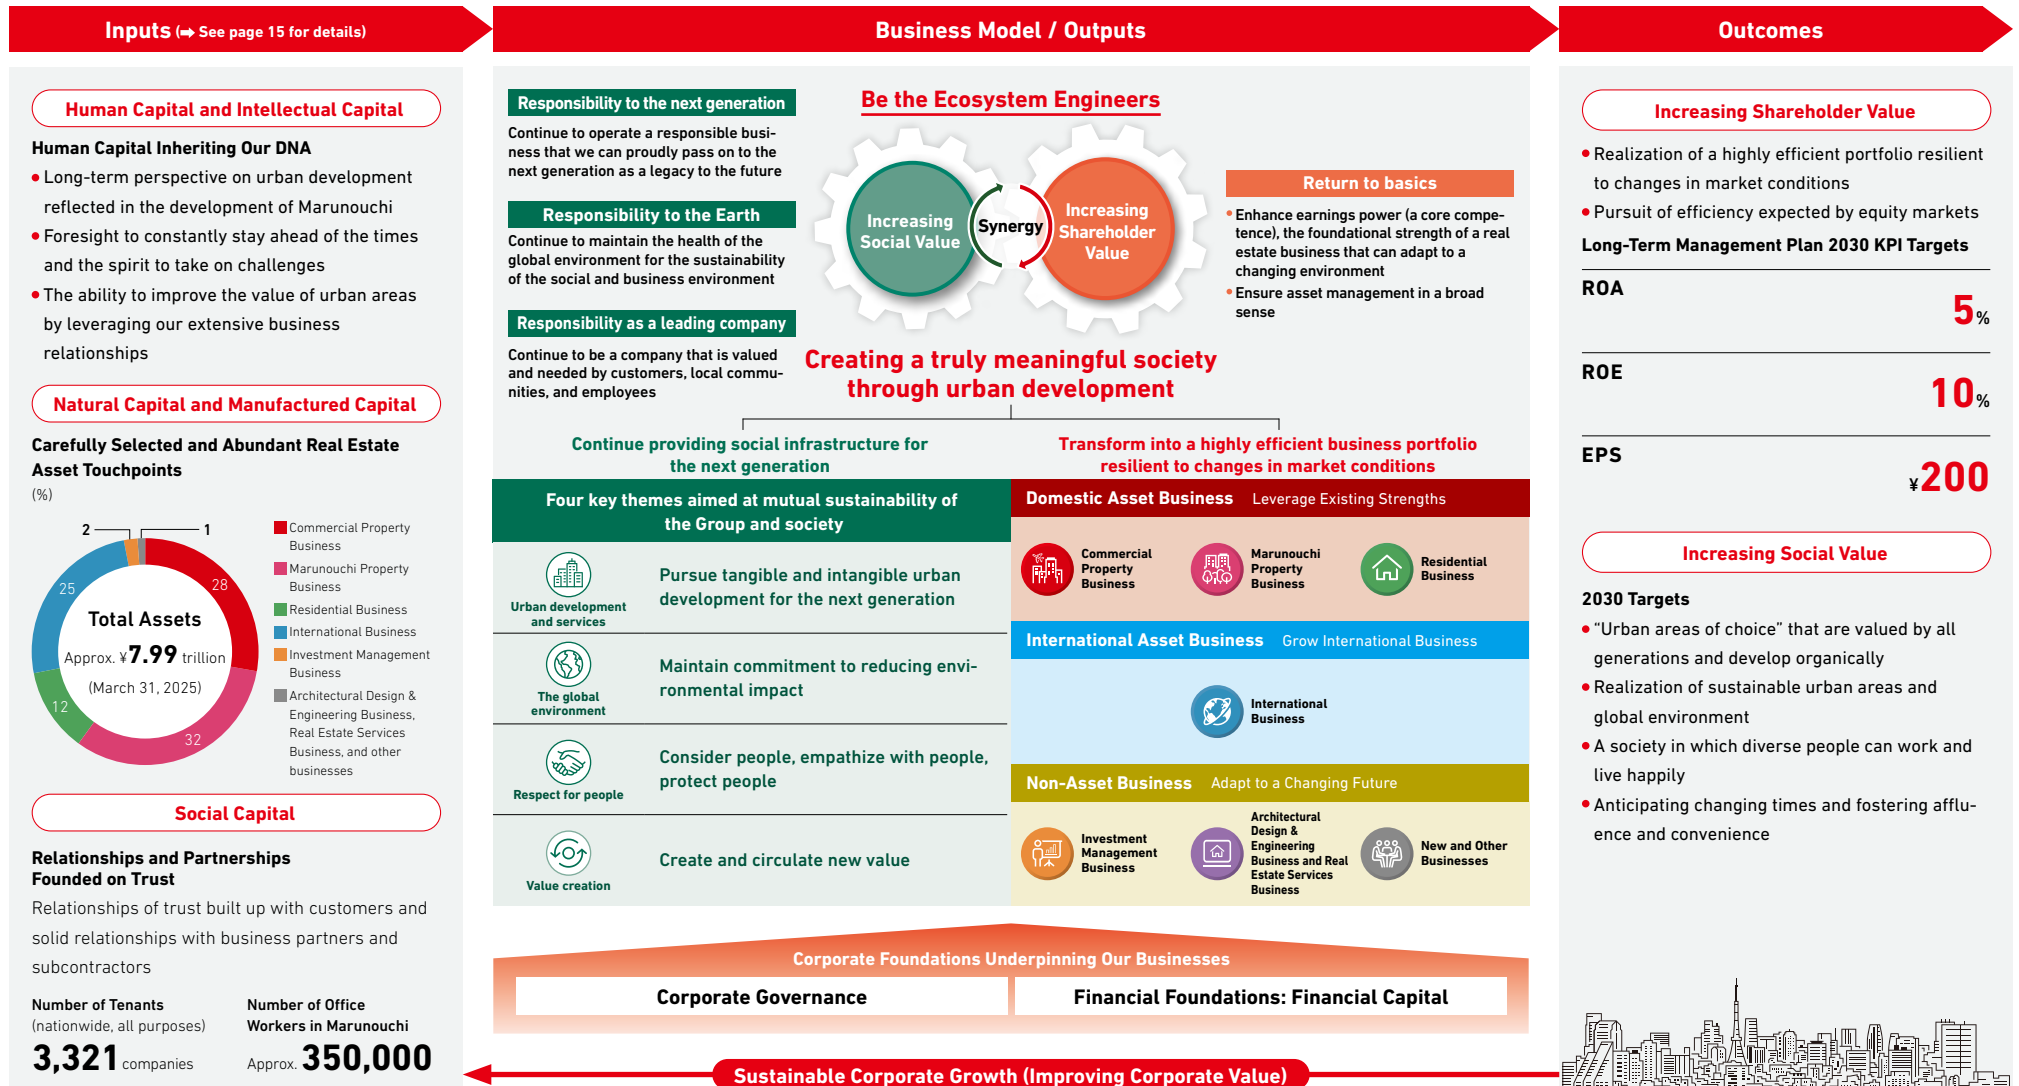 Inputs (➡ See page 15 for details)
Business Model / Outputs
Outcomes
Human Capital and Intellectual Capital
Human Capital Inheriting Our DNA
• Long-term perspective on urban development
reflected in the development of Marunouchi
• Foresight to constantly stay ahead of the times
and the spirit to take on challenges
• The ability to improve the value of urban areas
by leveraging our extensive business
relationships
Natural Capital and Manufactured Capital
Carefully Selected and Abundant Real Estate
Asset Touchpoints
(%)
2
1
28
32
12
25
Total Assets
Approx. ¥7.99 trillion
(March 31, 2025)
Commercial Property
Business
Marunouchi Property
Business
Residential Business
International Business
Investment Management
Business
Architectural Design &
Engineering Business,
Real Estate Services
Business, and other
businesses
Social Capital
Relationships and Partnerships
Founded on Trust
Relationships of trust built up with customers and
solid relationships with business partners and
subcontractors
Number of Tenants
(nationwide, all purposes)
3,321 companies
Number of Office
Workers in Marunouchi
Approx. 350,000
Responsibility to the next generation
Continue to operate a responsible busi-
ness that we can proudly pass on to the
next generation as a legacy to the future
Responsibility to the Earth
Continue to maintain the health of the
global environment for the sustainability
of the social and business environment
Responsibility as a leading company
Continue to be a company that is valued
and needed by customers, local commu-
nities, and employees
Be the Ecosystem Engineers
Increasing
Social Value
Synergy
Increasing
Shareholder
Value
Return to basics
• Enhance earnings power (a core compe-
tence), the foundational strength of a real
estate business that can adapt to a
changing environment
• Ensure asset management in a broad
sense
Creating a truly meaningful society
through urban development
Continue providing social infrastructure for
the next generation
Four key themes aimed at mutual sustainability of
the Group and society
Urban development
and services
Pursue tangible and intangible urban
development for the next generation
The global
environment
Maintain commitment to reducing envi-
ronmental impact
Respect for people
Consider people, empathize with people,
protect people
Value creation
Create and circulate new value
Transform into a highly efficient business portfolio
resilient to changes in market conditions
Domestic Asset Business Leverage Existing Strengths
Commercial
Property
Business
Marunouchi
Property
Business
Residential
Business
International Asset Business Grow International Business
International
Business
Non-Asset Business Adapt to a Changing Future
Investment
Management
Business
Architectural
Design &
Engineering
Business and Real
Estate Services
Business
New and Other
Businesses
Corporate Foundations Underpinning Our Businesses
Corporate Governance
Financial Foundations: Financial Capital
Sustainable Corporate Growth (Improving Corporate Value)
Increasing Shareholder Value
• Realization of a highly efficient portfolio resilient
to changes in market conditions
• Pursuit of efficiency expected by equity markets
Long-Term Management Plan 2030 KPI Targets
ROA
5%
ROE
10%
EPS
¥200
Increasing Social Value
2030 Targets
• “Urban areas of choice” that are valued by all
generations and develop organically
• Realization of sustainable urban areas and
global environment
• A society in which diverse people can work and
live happily
• Anticipating changing times and fostering afflu-
ence and convenience